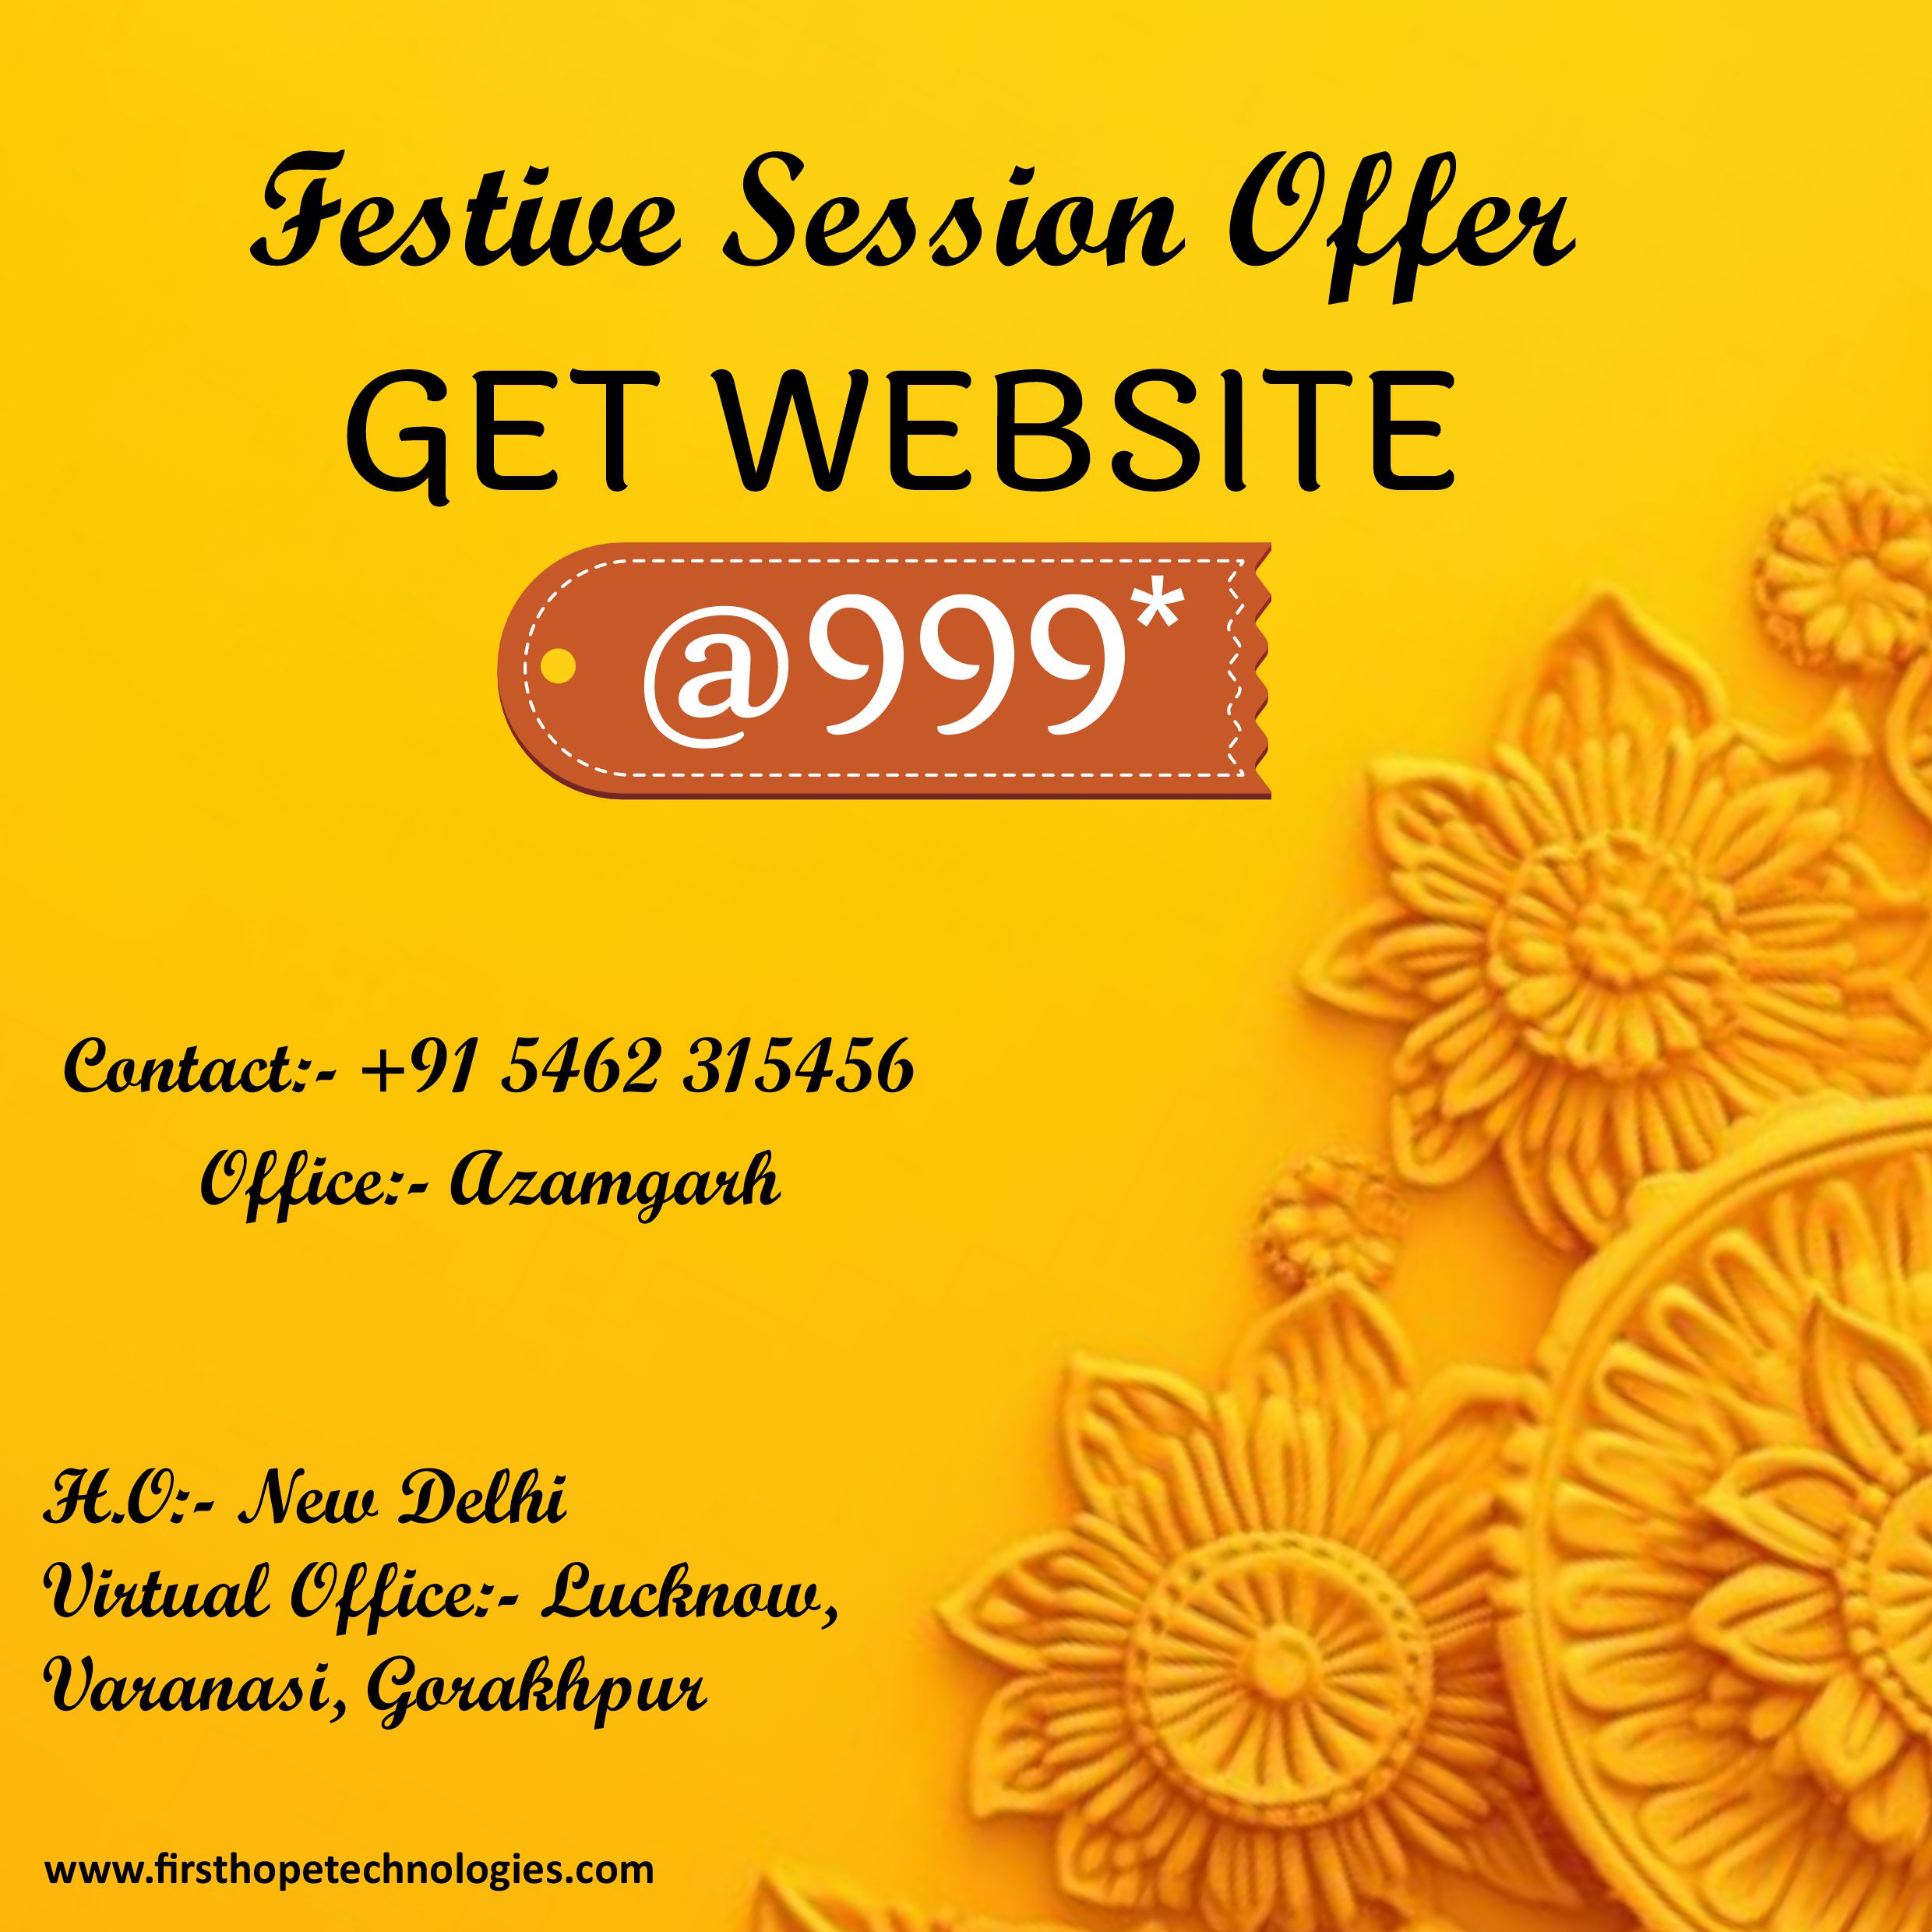 Festive Session Offer
GET WEBSITE
@999*
Contact:- +91 5462 315456
Office:- Azamgarh
H.O:- New Delhi
Virtual Office:- Lucknow,
Varanasi, Gorakhpur
www.firsthopetechnologies.com